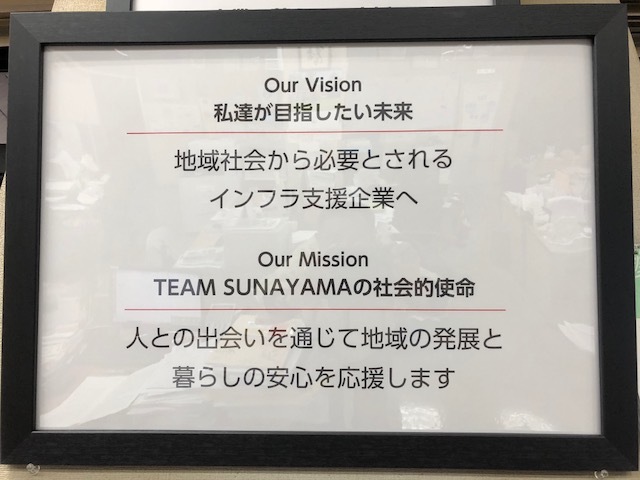 Our Vision
私達が目指したい未来
地域社会から必要とされる
インフラ支援企業へ
Our Mission
TEAM SUNAYAMAの社会的使命
人との出会いを通じて地域の発展と
暮らしの安心を応援します